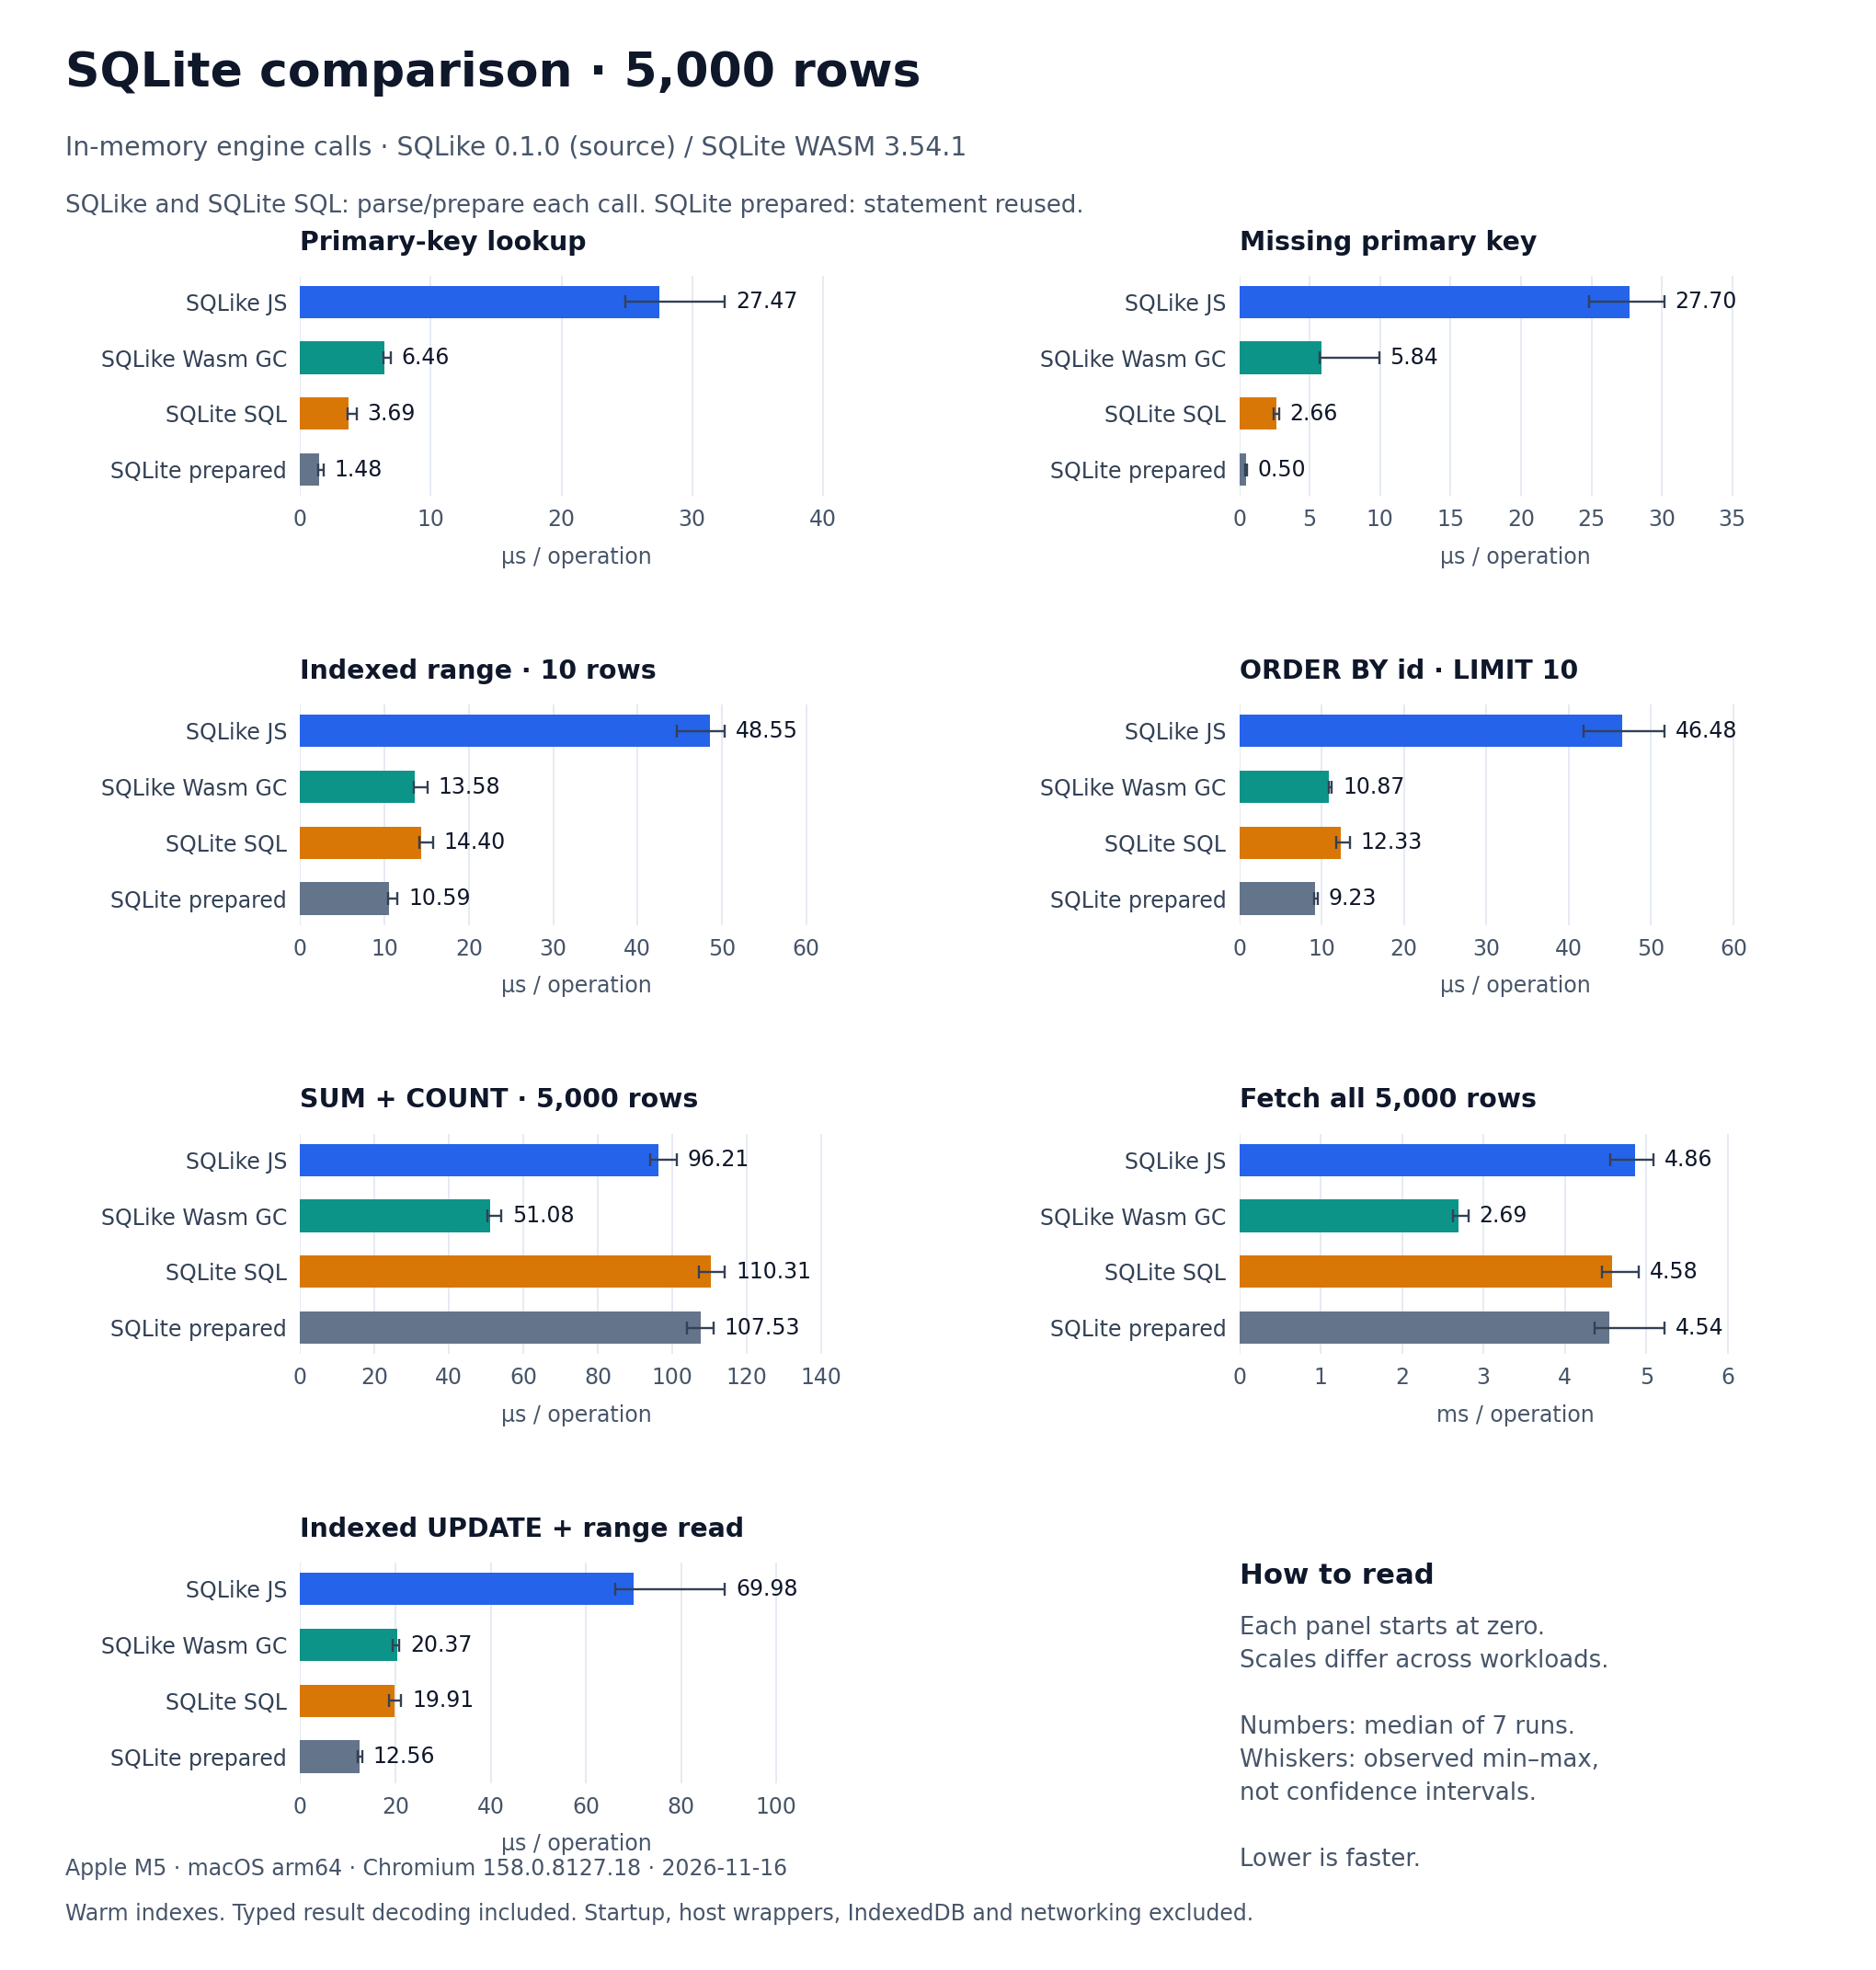 SQLite comparison · 5,000 rows
In-memory engine calls · SQLike 0.1.0 (source) / SQLite WASM 3.54.1
SQLike and SQLite SQL: parse/prepare each call. SQLite prepared: statement reused.
Primary-key lookup
SQLike JS
27.47
SQLike Wasm GC
6.46
SQLite SQL
3.69
SQLite prepared
1.48
0 10 20 30 40
µs / operation
Missing primary key
SQLike JS
27.70
SQLike Wasm GC
5.84
SQLite SQL
2.66
SQLite prepared
0.50
0 5 10 15 20 25 30 35
µs / operation
Indexed range · 10 rows
SQLike JS
48.55
SQLike Wasm GC
13.58
SQLite SQL
14.40
SQLite prepared
10.59
0 10 20 30 40 50 60
µs / operation
ORDER BY id · LIMIT 10
SQLike JS
46.48
SQLike Wasm GC
10.87
SQLite SQL
12.33
SQLite prepared
9.23
0 10 20 30 40 50 60
µs / operation
SUM + COUNT · 5,000 rows
SQLike JS
96.21
SQLike Wasm GC
51.08
SQLite SQL
110.31
SQLite prepared
107.53
0 20 40 60 80 100 120 140
µs / operation
Fetch all 5,000 rows
SQLike JS
4.86
SQLike Wasm GC
2.69
SQLite SQL
4.58
SQLite prepared
4.54
0 1 2 3 4 5 6
ms / operation
Indexed UPDATE + range read
SQLike JS
69.98
SQLike Wasm GC
20.37
SQLite SQL
19.91
SQLite prepared
12.56
0 20 40 60 80 100
µs / operation
How to read
Each panel starts at zero.
Scales differ across workloads.
Numbers: median of 7 runs.
Whiskers: observed min–max,
not confidence intervals.
Lower is faster.
Apple M5 · macOS arm64 · Chromium 158.0.8127.18 · 2026-11-16
Warm indexes. Typed result decoding included. Startup, host wrappers, IndexedDB and networking excluded.